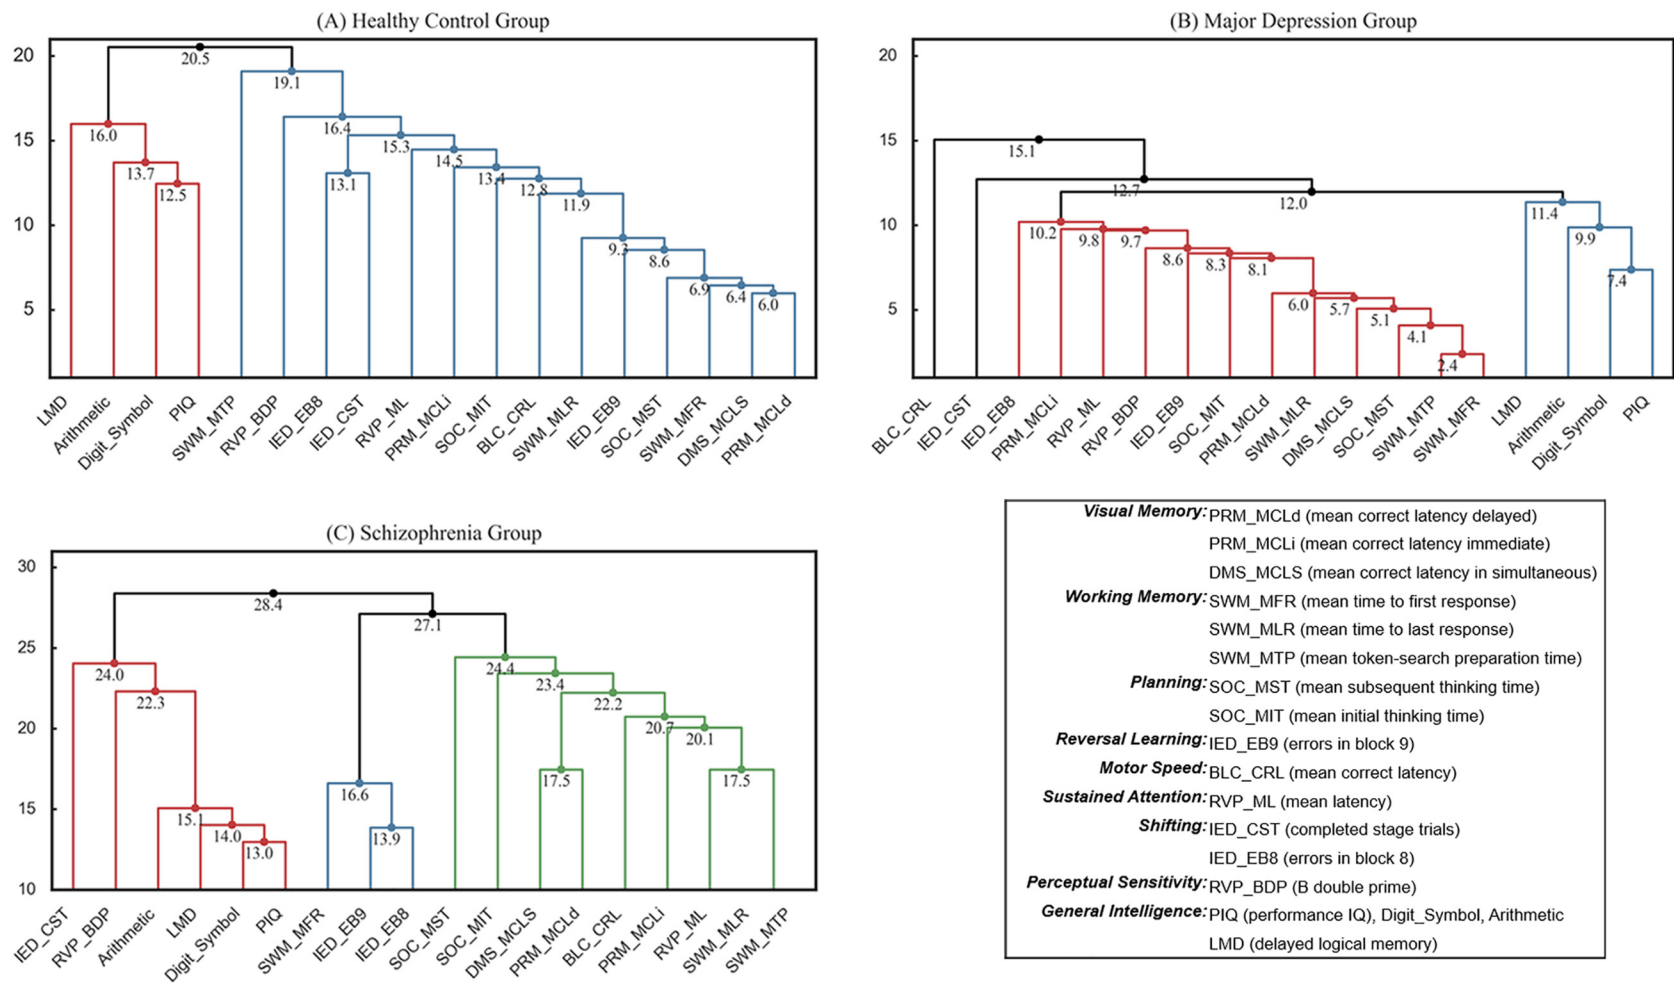 (A) Healthy Control Group
20
15
10
5
20.5
19.1
16.0
16.4
15.3
14.5
13.7
13.4
13.1
12.8
12.5
11.9
9.3
8.6
6.9
6.4
6.0
LMD
Arithmetic
Digit_Symbol
PIQ
SWM_MTP
RVP_BDP
IED_EB8
IED_CST
RVP_ML
PRM_MCLi
SOC_MIT
BLC_CRL
SWM_MLR
IED_EB9
SOC_MST
SWM_MFR
DMS_MCLS
PRM_MCLd
(B) Major Depression Group
20
15
10
5
15.1
12.7
12.0
11.4
10.2
9.8
9.7
9.9
8.6
8.3
8.1
7.4
6.0
5.7
5.1
4.1
2.4
BLC_CRL
IED_CST
IED_EB8
PRM_MCLi
RVP_ML
RVP_BDP
IED_EB9
SOC_MIT
PRM_MCLd
SWM_MLR
DMS_MCLS
SOC_MST
SWM_MTP
SWM_MFR
LMD
Arithmetic
Digit_Symbol
PIQ
(C) Schizophrenia Group
30
25
20
15
10
28.4
27.1
24.0
24.4
23.4
22.3
22.2
20.7
20.1
17.5
17.5
16.6
15.1
14.0
13.9
13.0
IED_CST
RVP_BDP
Arithmetic
LMD
Digit_Symbol
PIQ
SWM_MFR
IED_EB9
IED_EB8
SOC_MST
SOC_MIT
DMS_MCLS
PRM_MCLd
BLC_CRL
PRM_MCLi
RVP_ML
SWM_MLR
SWM_MTP
Visual Memory: PRM_MCLd (mean correct latency delayed)
PRM_MCLi (mean correct latency immediate)
DMS_MCLS (mean correct latency in simultaneous)
Working Memory: SWM_MFR (mean time to first response)
SWM_MLR (mean time to last response)
SWM_MTP (mean token-search preparation time)
Planning: SOC_MST (mean subsequent thinking time)
SOC_MIT (mean initial thinking time)
Reversal Learning: IED_EB9 (errors in block 9)
Motor Speed: BLC_CRL (mean correct latency)
Sustained Attention: RVP_ML (mean latency)
Shifting: IED_CST (completed stage trials)
IED_EB8 (errors in block 8)
Perceptual Sensitivity: RVP_BDP (B double prime)
General Intelligence: PIQ (performance IQ), Digit_Symbol, Arithmetic
LMD (delayed logical memory)